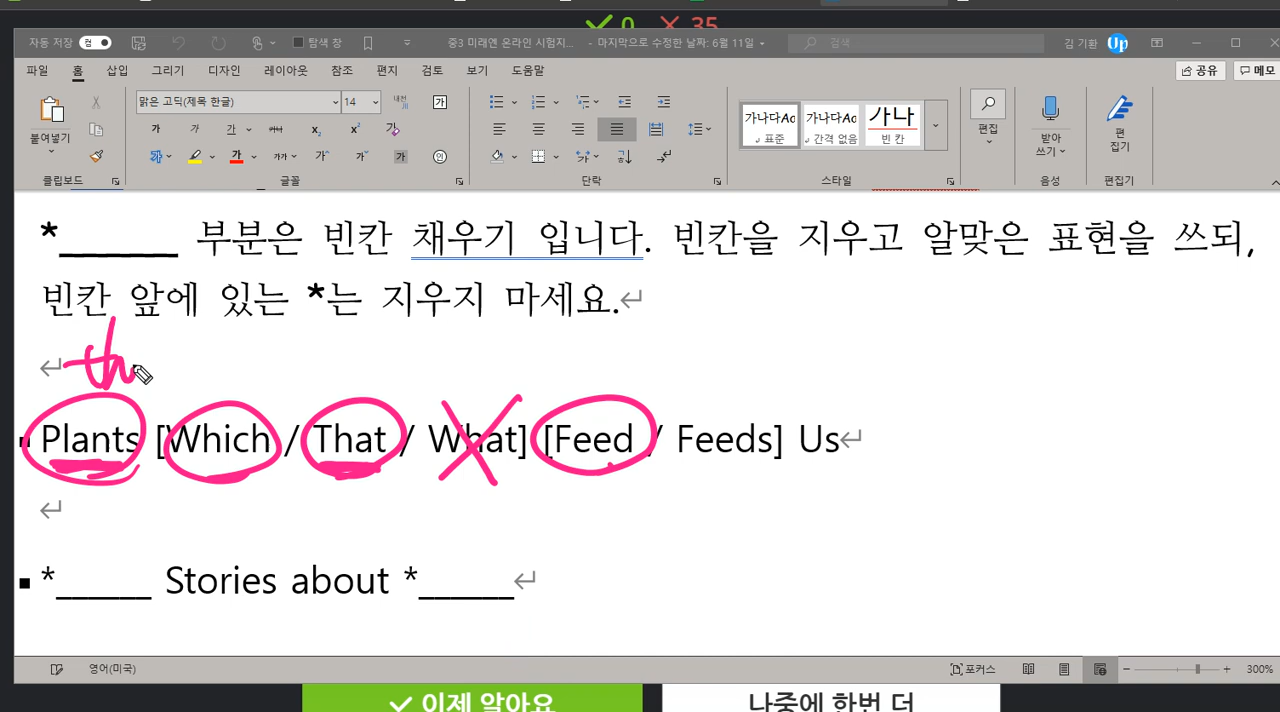 ✓ 0 ✕ 35
자동 저장 컴 탐색 창 중3 미래엔 온라인 시험지... - 마지막으로 수정한 날짜: 6월 11일 검색 김 기환 Up
파일 홈 삽입 그리기 디자인 레이아웃 참조 편지 검토 보기 도움말 공유 메모
맑은 고딕(제목 한글) 14
붙여넣기 가 가 가 가나다Aa 가나다Aa 가나 편집 받아쓰기 편집기
표준 간격 없음 빈 칸
클립보드 글꼴 단락 스타일 음성 편집기
*______ 부분은 빈칸 채우기 입니다. 빈칸을 지우고 알맞은 표현을 쓰되,
빈칸 앞에 있는 *는 지우지 마세요.
th
Plants [Which / That / What] [Feed / Feeds] Us
*______ Stories about *______
영어(미국) 포커스 300%
이제 알아요 나중에 한번 더